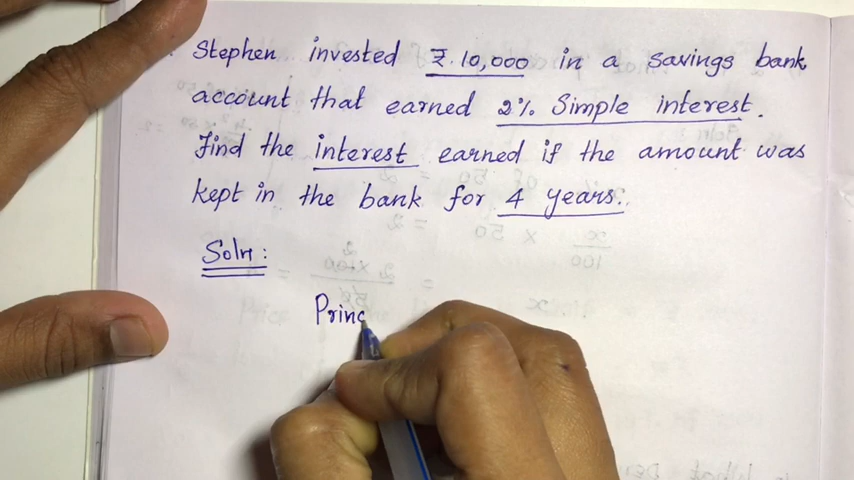 Stephen invested ₹.10,000 in a savings bank
account that earned 2% Simple interest.
Find the interest earned if the amount was
kept in the bank for 4 years.
Soln:
Princ